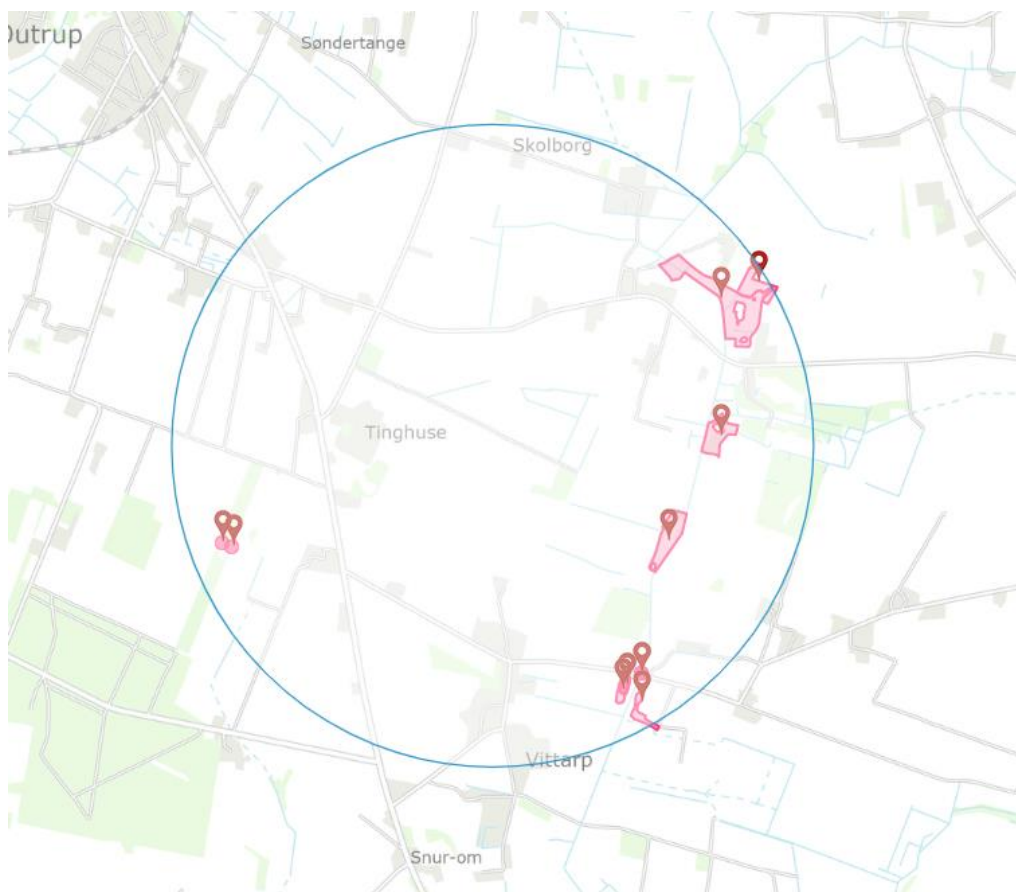 Outrup
Søndertange
Skolborg
Tinghuse
Vittarp
Snur-om